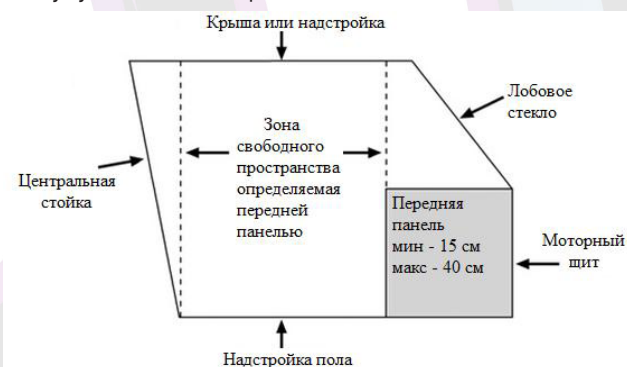 Крыша или надстройка
Лобовое
стекло
Зона
свободного
пространства
определяемая
передней
панелью
Центральная
стойка
Передняя
панель
мин - 15 см
макс - 40 см
Моторный
щит
Надстройка пола